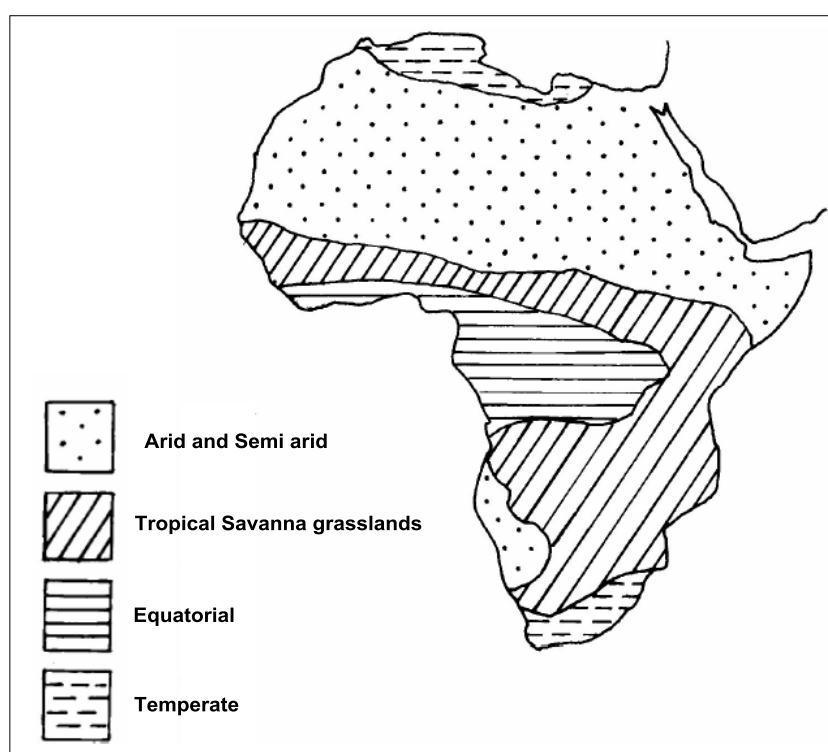 Arid and Semi arid
Tropical Savanna grasslands
Equatorial
Temperate